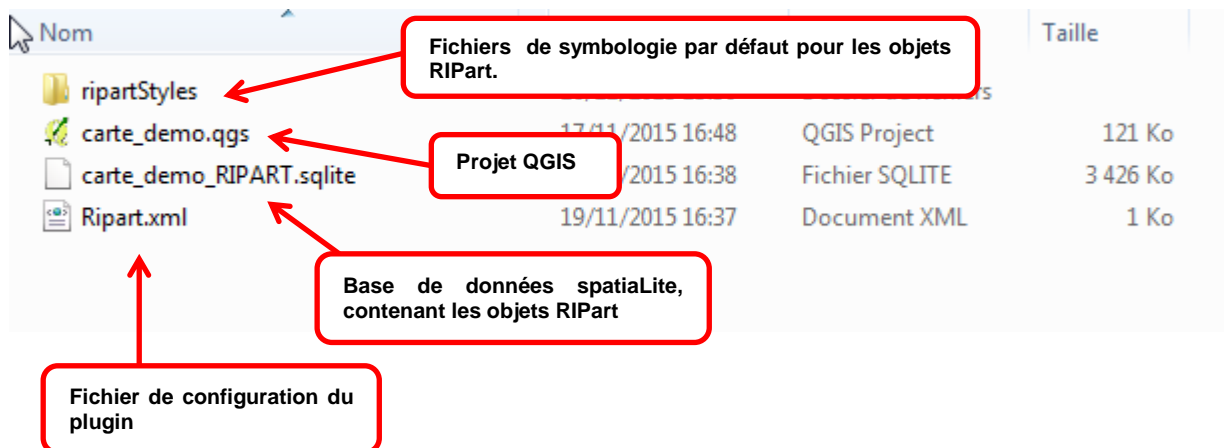 Nom
Taille
Fichiers de symbologie par défaut pour les objets
RIPart.
ripartStyles
carte_demo.qgs
17/11/2015 16:48
QGIS Project
121 Ko
Projet QGIS
carte_demo_RIPART.sqlite
/2015 16:38
Fichier SQLITE
3 426 Ko
Ripart.xml
19/11/2015 16:37
Document XML
1 Ko
Base de données spatiaLite,
contenant les objets RIPart
Fichier de configuration du
plugin